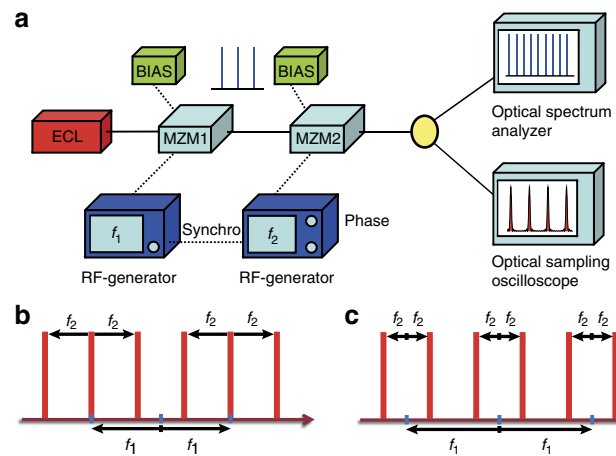 a
BIAS
BIAS
ECL
MZM1
MZM2
Optical spectrum
analyzer
f1
Synchro
f2
Phase
RF-generator
RF-generator
Optical sampling
oscilloscope
b
f2
f2
f2
f2
f1
f1
c
f2
f2
f2
f2
f2
f2
f1
f1